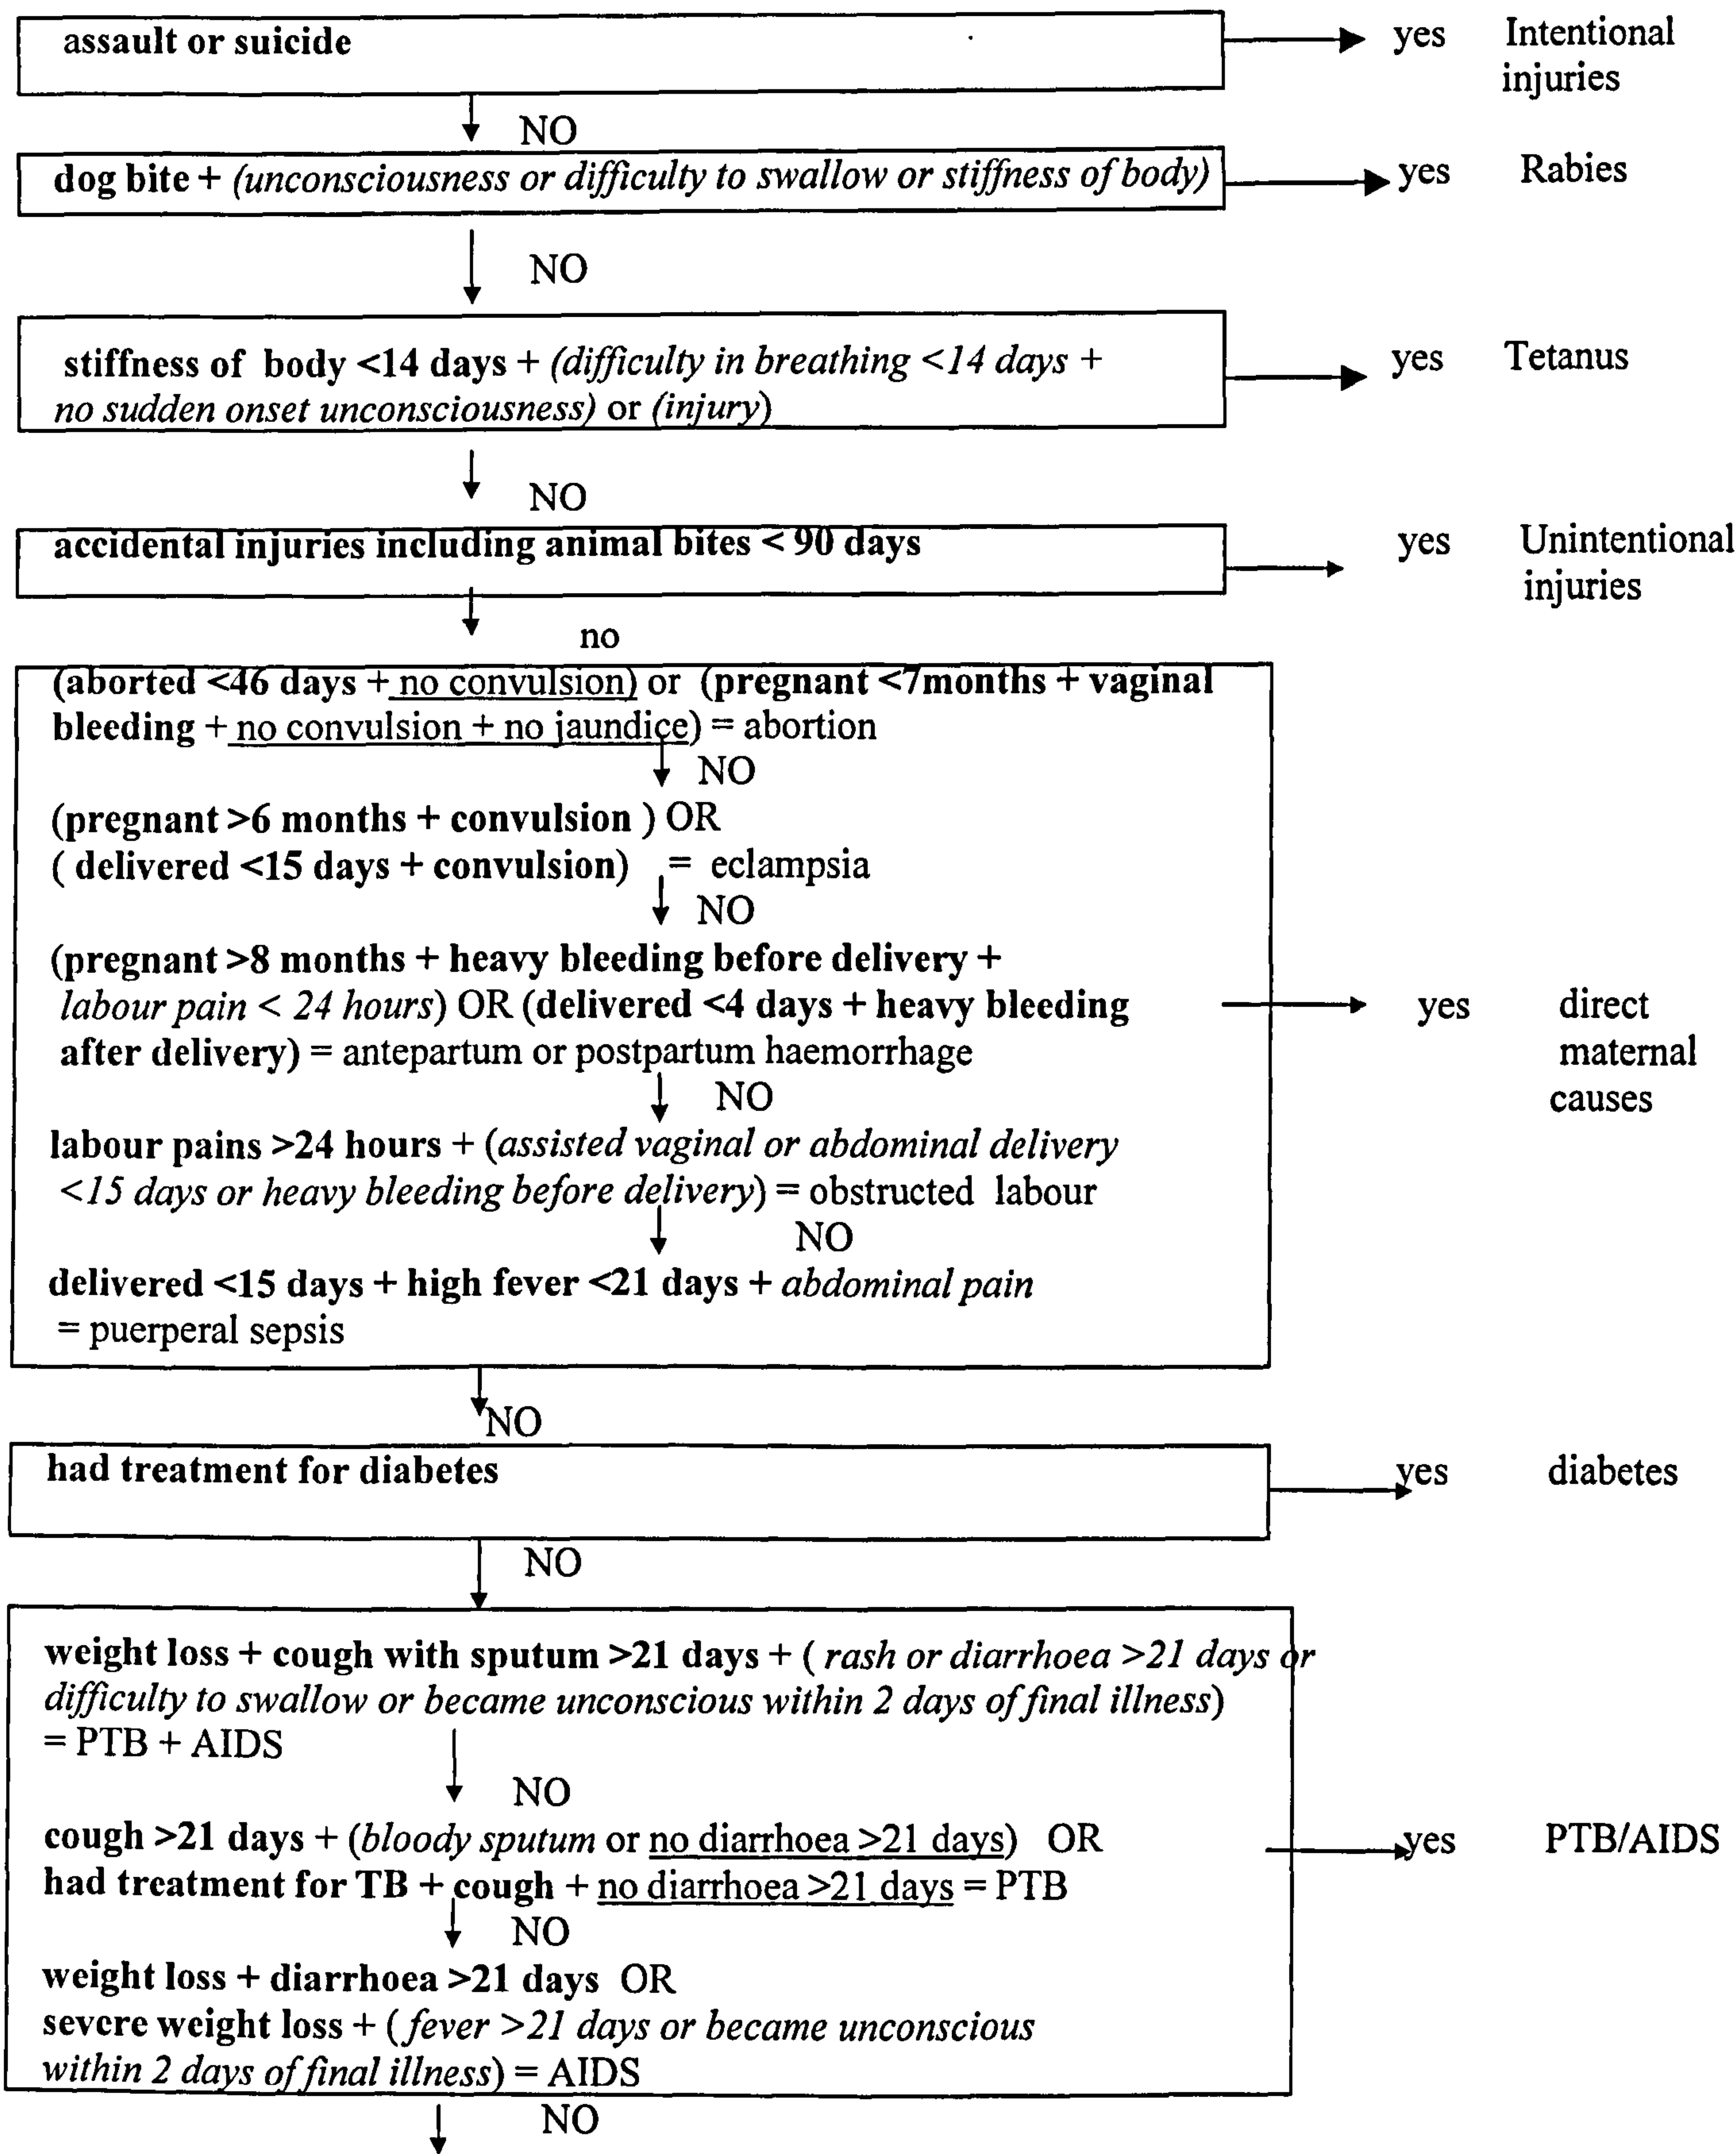 assault or suicide
yes Intentional
injuries
NO
dog bite + (unconsciousness or difficulty to swallow or stiffness of body)
yes Rabies
NO
stiffness of body <14 days + (difficulty in breathing <14 days +
no sudden onset unconsciousness) or (injury)
yes Tetanus
NO
accidental injuries including animal bites < 90 days
yes Unintentional
injuries
no
(aborted <46 days + no convulsion) or (pregnant <7months + vaginal
bleeding + no convulsion + no jaundice) = abortion
NO
(pregnant >6 months + convulsion ) OR
( delivered <15 days + convulsion) = eclampsia
NO
(pregnant >8 months + heavy bleeding before delivery +
labour pain < 24 hours) OR (delivered <4 days + heavy bleeding
after delivery) = antepartum or postpartum haemorrhage
yes direct
maternal
causes
NO
labour pains >24 hours + (assisted vaginal or abdominal delivery
<15 days or heavy bleeding before delivery) = obstructed labour
NO
delivered <15 days + high fever <21 days + abdominal pain
= puerperal sepsis
NO
had treatment for diabetes
yes diabetes
NO
weight loss + cough with sputum >21 days + ( rash or diarrhoea >21 days or
difficulty to swallow or became unconscious within 2 days of final illness)
= PTB + AIDS
NO
cough >21 days + (bloody sputum or no diarrhoea >21 days) OR
had treatment for TB + cough + no diarrhoea >21 days = PTB
yes PTB/AIDS
NO
weight loss + diarrhoea >21 days OR
severe weight loss + (fever >21 days or became unconscious
within 2 days of final illness) = AIDS
NO